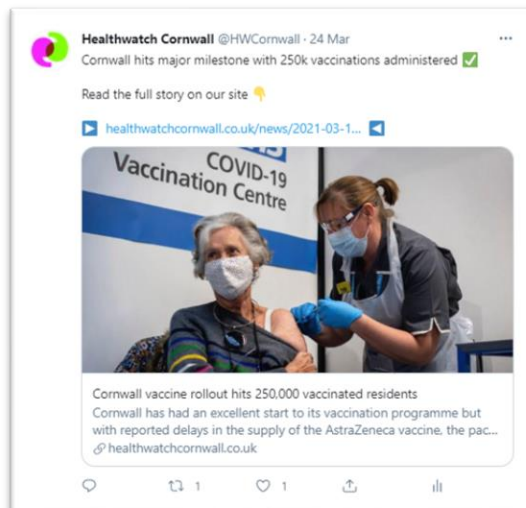 Healthwatch Cornwall @HWCornwall · 24 Mar
Cornwall hits major milestone with 250k vaccinations administered ✅
Read the full story on our site 👇
▶ healthwatchcornwall.co.uk/news/2021-03-1... ◀
COVID-19
Vaccination Centre
Cornwall vaccine rollout hits 250,000 vaccinated residents
Cornwall has had an excellent start to its vaccination programme but
with reported delays in the supply of the AstraZeneca vaccine, the pac...
healthwatchcornwall.co.uk
1 1